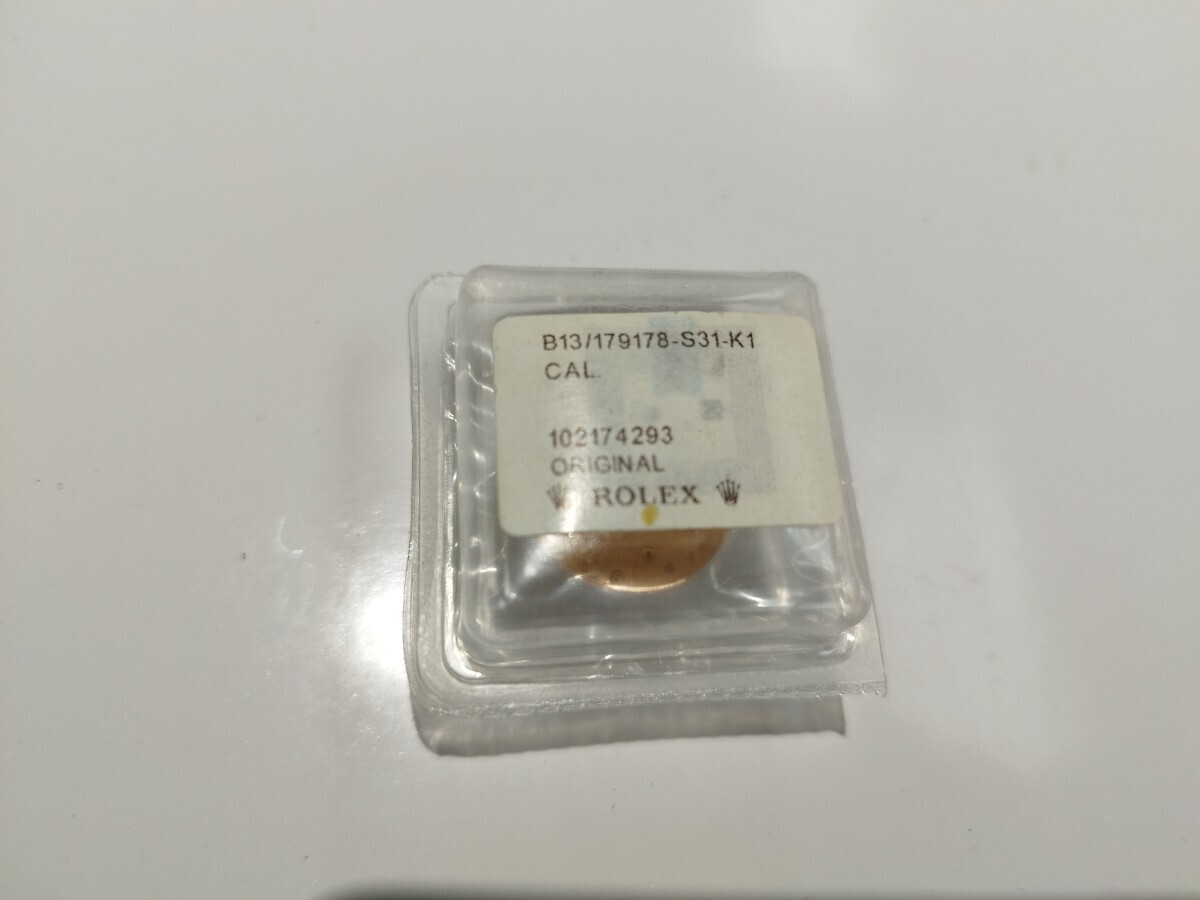 B13/179178-S31-K1
CAL.
102174293
ORIGINAL
ROLEX